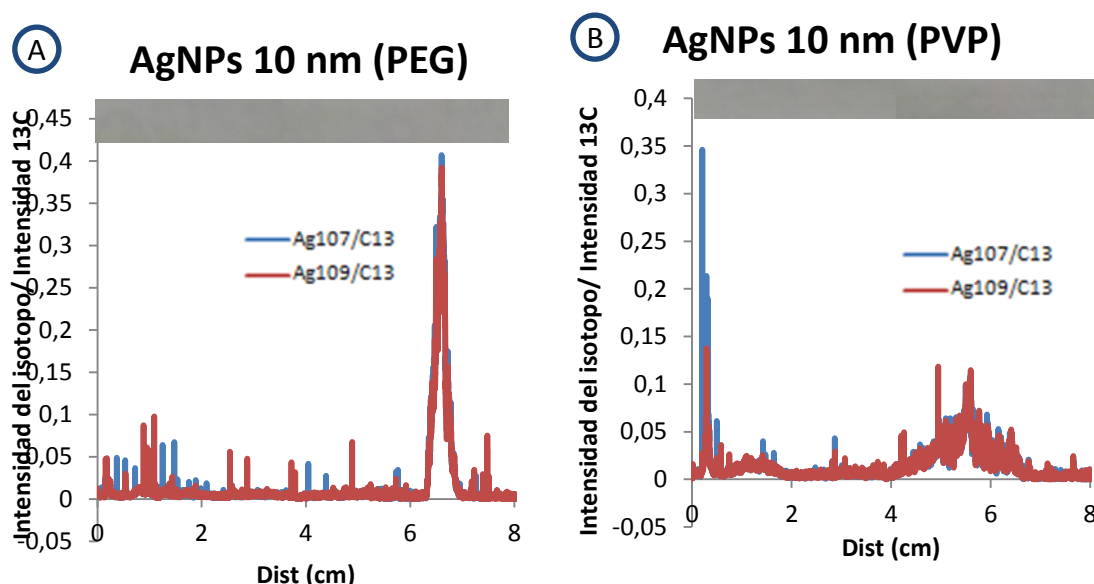 A
AgNPs 10 nm (PEG)
Intensidad del isotopo/ Intensidad 13C
0,45
0,4
0,35
0,3
0,25
0,2
0,15
0,1
0,05
0
-0,05
Ag107/C13
Ag109/C13
0 2 4 6 8
Dist (cm)
B
AgNPs 10 nm (PVP)
Intensidad del isotopo/ Intensidad 13C
0,4
0,35
0,3
0,25
0,2
0,15
0,1
0,05
0
-0,05
Ag107/C13
Ag109/C13
0 2 4 6 8
Dist (cm)